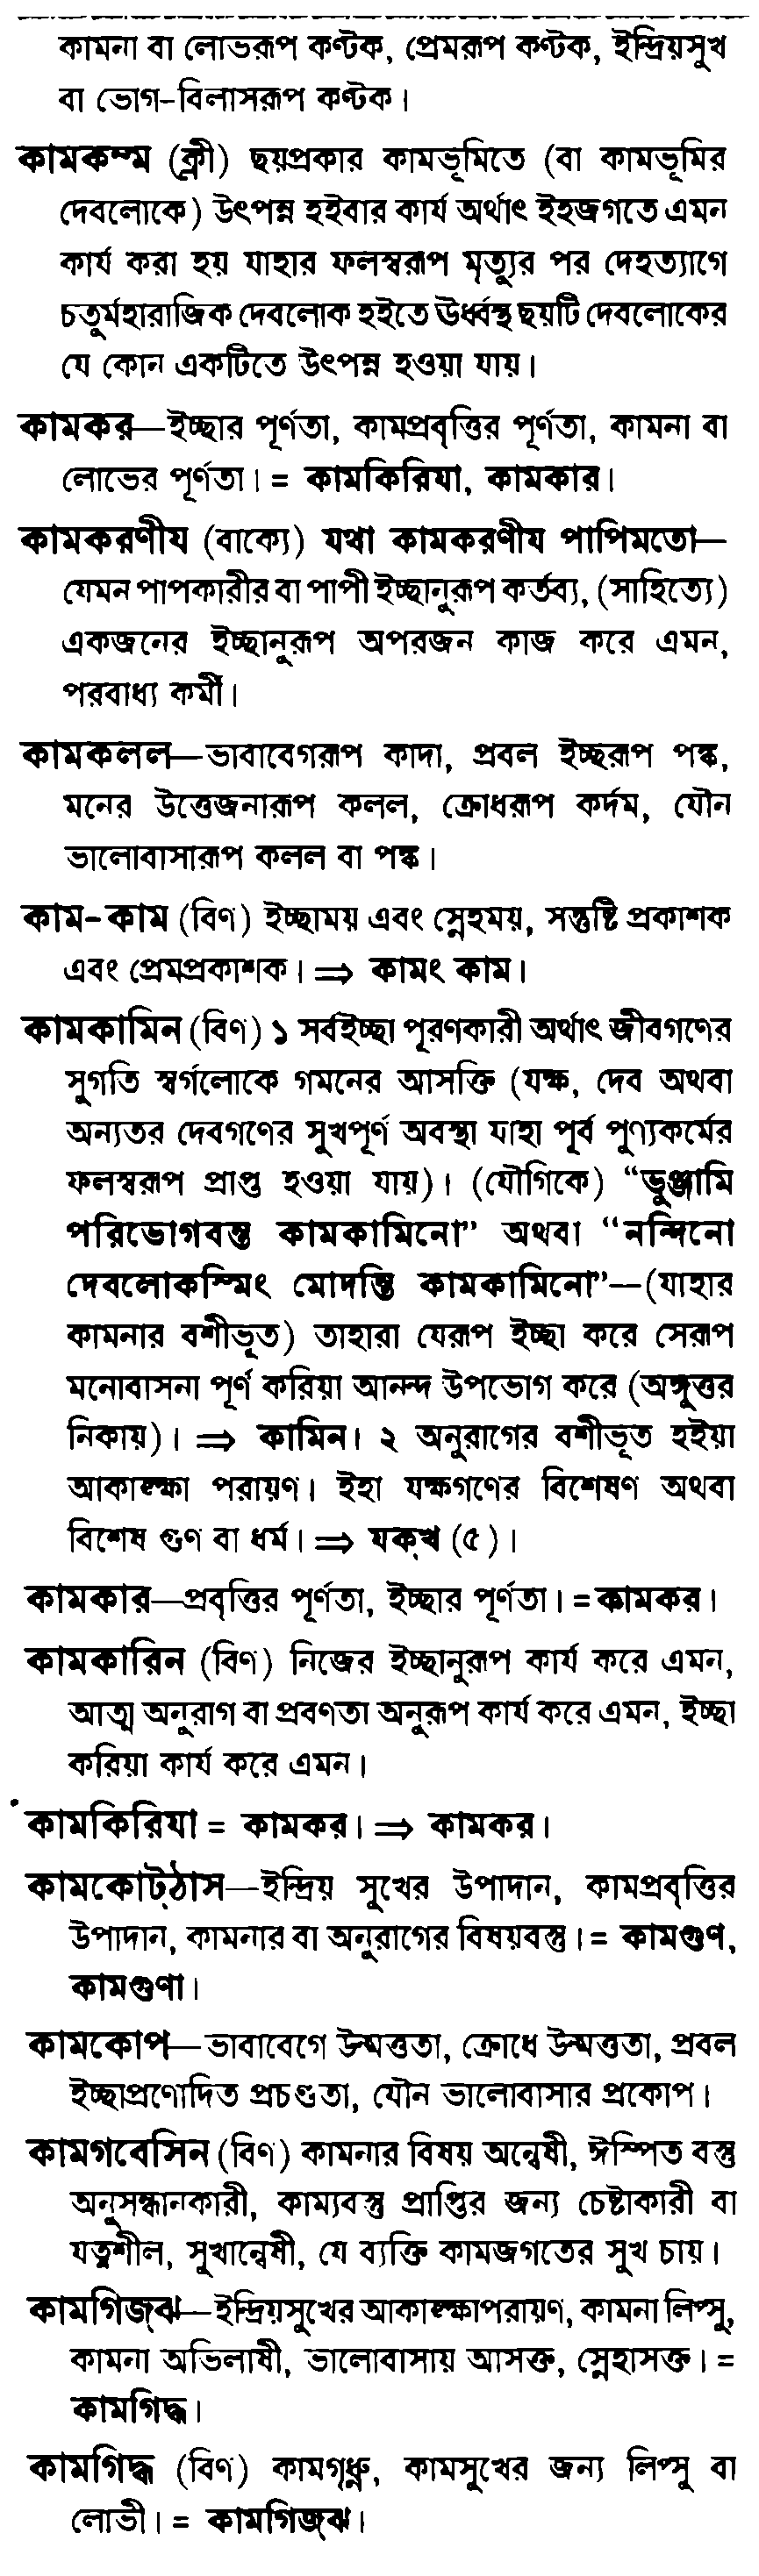 কামনা বা লোভরূপ কণ্টক, প্রেমরূপ কণ্টক, ইন্দ্রিয়সুখ
বা ভোগ-বিলাসরূপ কণ্টক।
কামকম্ম (ক্লী) ছয়প্রকার কামভূমিতে (বা কামভূমির
দেবলোকে) উৎপন্ন হইবার কার্য অর্থাৎ ইহজগতে এমন
কার্য করা হয় যাহার ফলস্বরূপ মৃত্যুর পর দেহত্যাগে
চতুর্মহারাজিক দেবলোক হইতে ঊর্ধ্বস্থ ছয়টি দেবলোকের
যে কোন একটিতে উৎপন্ন হওয়া যায়।
কামকর—ইচ্ছার পূর্ণতা, কামপ্রবৃত্তির পূর্ণতা, কামনা বা
লোভের পূর্ণতা। = কামকিরিযা, কামকার।
কামকরণীয (বাক্যে) যথা কামকরণীয পাপিমতো—
যেমন পাপকারীর বা পাপী ইচ্ছানুরূপ কর্তব্য, (সাহিত্যে)
একজনের ইচ্ছানুরূপ অপরজন কাজ করে এমন,
পরবাধ্য কর্মী।
কামকলল—ভাবাবেগরূপ কাদা, প্রবল ইচ্ছরূপ পঙ্ক,
মনের উত্তেজনারূপ কলল, ক্রোধরূপ কর্দম, যৌন
ভালোবাসারূপ কলল বা পঙ্ক।
কাম-কাম (বিণ) ইচ্ছাময় এবং স্নেহময়, সন্তুষ্টি প্রকাশক
এবং প্রেমপ্রকাশক। ⇒ কামং কাম।
কামকামিন (বিণ) ১ সর্বইচ্ছা পূরণকারী অর্থাৎ জীবগণের
সুগতি স্বর্গলোকে গমনের আসক্তি (যক্ষ, দেব অথবা
অন্যতর দেবগণের সুখপূর্ণ অবস্থা যাহা পূর্ব পুণ্যকর্মের
ফলস্বরূপ প্রাপ্ত হওয়া যায়)। (যৌগিকে) “ভুঞ্জামি
পরিভোগবন্তু কামকামিনো” অথবা “নন্দিনো
দেবলোকস্মিং মোদন্তি কামকামিনো”—(যাহার
কামনার বশীভূত) তাহারা যেরূপ ইচ্ছা করে সেরূপ
মনোবাসনা পূর্ণ করিয়া আনন্দ উপভোগ করে (অঙ্গুত্তর
নিকায়)। ⇒ কামিন। ২ অনুরাগের বশীভূত হইয়া
আকাঙ্ক্ষা পরায়ণ। ইহা যক্ষগণের বিশেষণ অথবা
বিশেষ গুণ বা ধর্ম। ⇒ যক্‌খ (৫)।
কামকার—প্রবৃত্তির পূর্ণতা, ইচ্ছার পূর্ণতা। = কামকর।
কামকারিন (বিণ) নিজের ইচ্ছানুরূপ কার্য করে এমন,
আত্ম অনুরাগ বা প্রবণতা অনুরূপ কার্য করে এমন, ইচ্ছা
করিয়া কার্য করে এমন।
কামকিরিযা = কামকর। ⇒ কামকর।
কামকোট্‌ঠাস—ইন্দ্রিয় সুখের উপাদান, কামপ্রবৃত্তির
উপাদান, কামনার বা অনুরাগের বিষয়বস্তু। = কামগুণ,
কামগুণা।
কামকোপ—ভাবাবেগে উন্মত্ততা, ক্রোধে উন্মত্ততা, প্রবল
ইচ্ছাপ্রণোদিত প্রচণ্ডতা, যৌন ভালোবাসার প্রকোপ।
কামগবেসিন (বিণ) কামনার বিষয় অন্বেষী, ঈপ্সিত বস্তু
অনুসন্ধানকারী, কাম্যবস্তু প্রাপ্তির জন্য চেষ্টাকারী বা
যত্নশীল, সুখান্বেষী, যে ব্যক্তি কামজগতের সুখ চায়।
কামগিজ্‌ঝ—ইন্দ্রিয়সুখের আকাঙ্ক্ষাপরায়ণ, কামনা লিপ্সু,
কামনা অভিলাষী, ভালোবাসায় আসক্ত, স্নেহাসক্ত। =
কামগিদ্ধ।
কামগিদ্ধ (বিণ) কামগৃধ্নু, কামসুখের জন্য লিপ্সু বা
লোভী। = কামগিজ্‌ঝ।